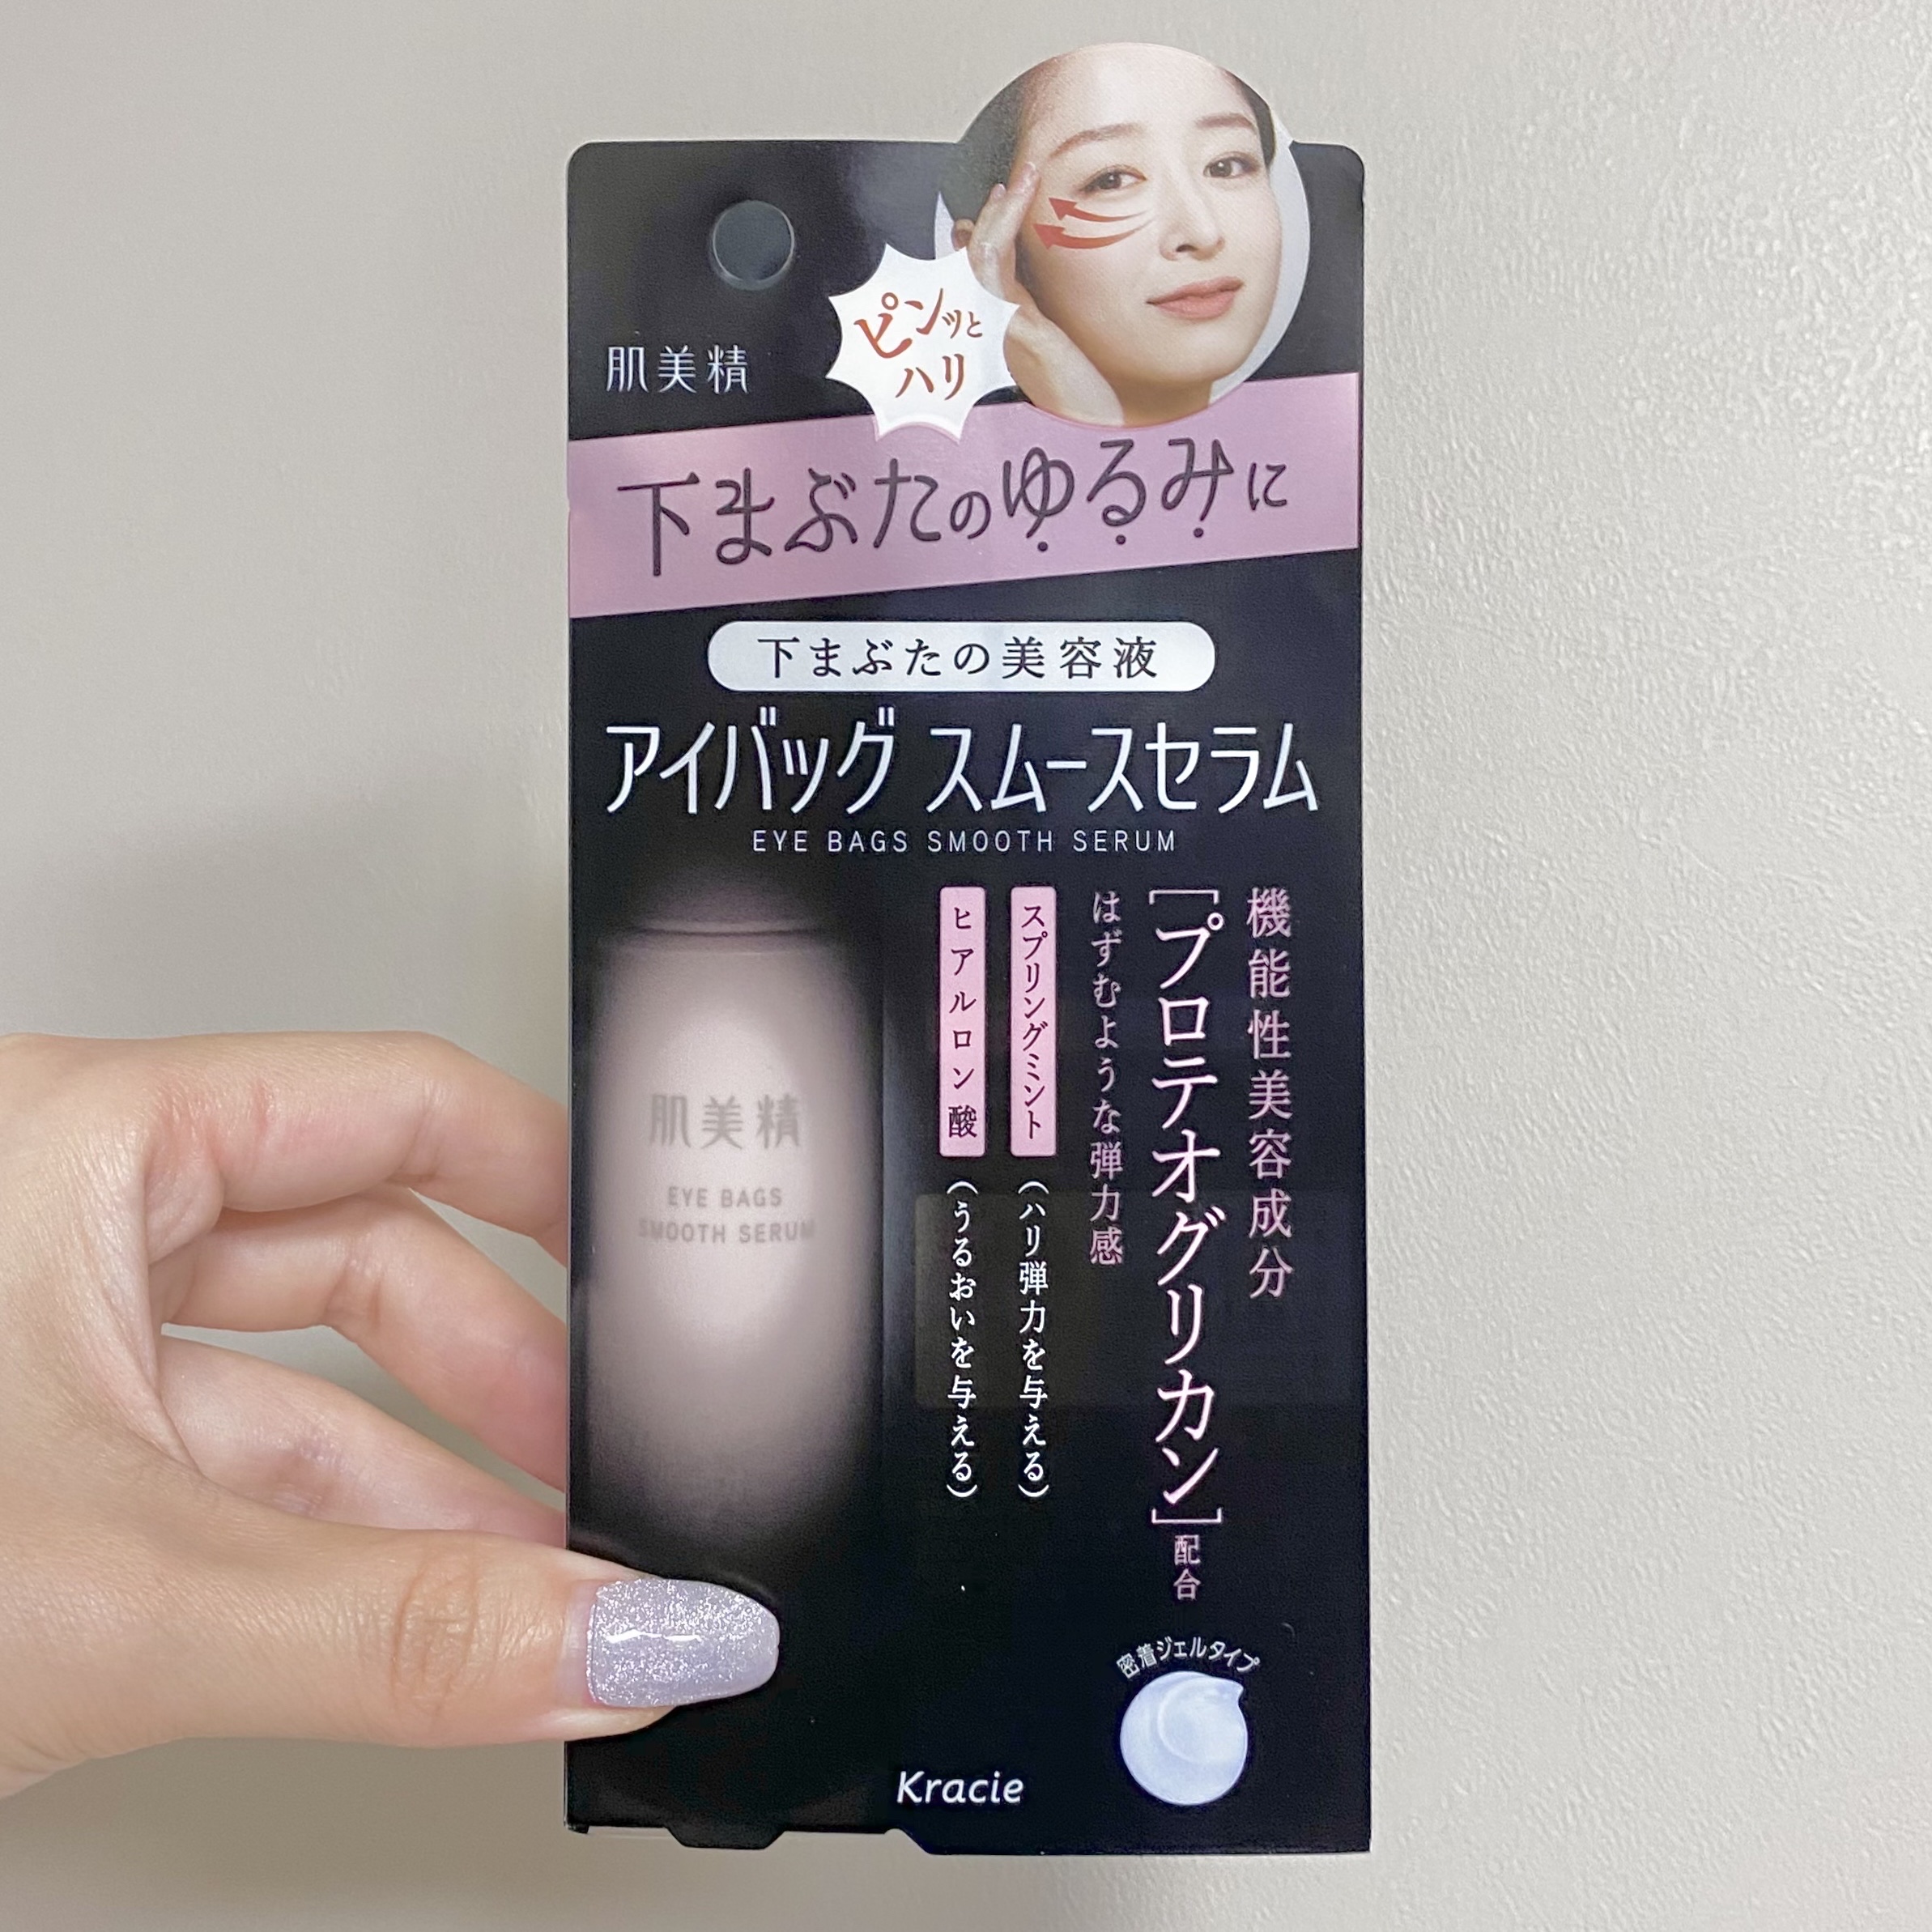 ピンッと
ハリ
肌美精
下まぶたのゆるみに
下まぶたの美容液
アイバッグ スムースセラム
EYE BAGS SMOOTH SERUM
機能性美容成分
[プロテオグリカン]配合
はずむような弾力感
スプリングミント(ハリ弾力を与える)
ヒアルロン酸(うるおいを与える)
肌美精
EYE BAGS
SMOOTH SERUM
密着ジェルタイプ
Kracie